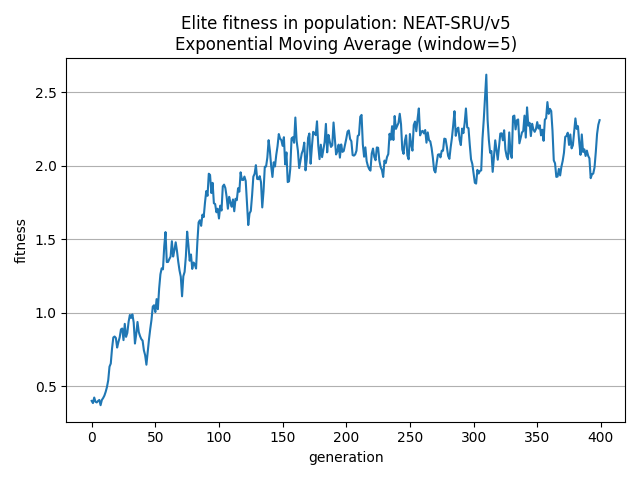 Elite fitness in population: NEAT-SRU/v5
Exponential Moving Average (window=5)
fitness
2.5
2.0
1.5
1.0
0.5
0 50 100 150 200 250 300 350 400
generation